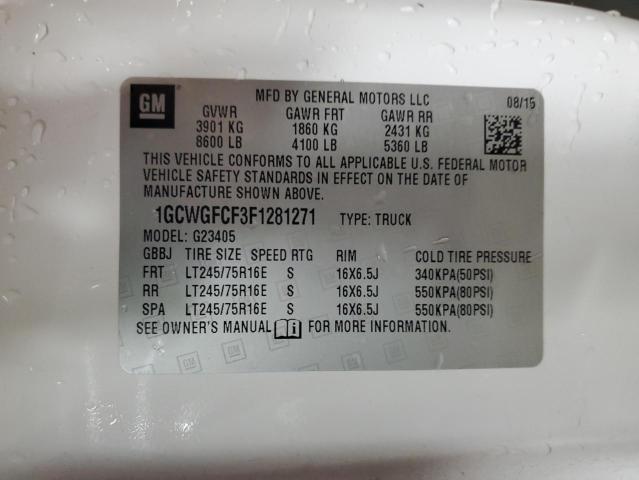 GM
MFD BY GENERAL MOTORS LLC 08/15
GVWR GAWR FRT GAWR RR
3901 KG 1860 KG 2431 KG
8600 LB 4100 LB 5360 LB
THIS VEHICLE CONFORMS TO ALL APPLICABLE U.S. FEDERAL MOTOR
VEHICLE SAFETY STANDARDS IN EFFECT ON THE DATE OF
MANUFACTURE SHOWN ABOVE.
1GCWGFCF3F1281271 TYPE: TRUCK
MODEL: G23405
GBBJ TIRE SIZE SPEED RTG RIM COLD TIRE PRESSURE
FRT LT245/75R16E S 16X6.5J 340KPA(50PSI)
RR LT245/75R16E S 16X6.5J 550KPA(80PSI)
SPA LT245/75R16E S 16X6.5J 550KPA(80PSI)
SEE OWNER'S MANUAL FOR MORE INFORMATION.